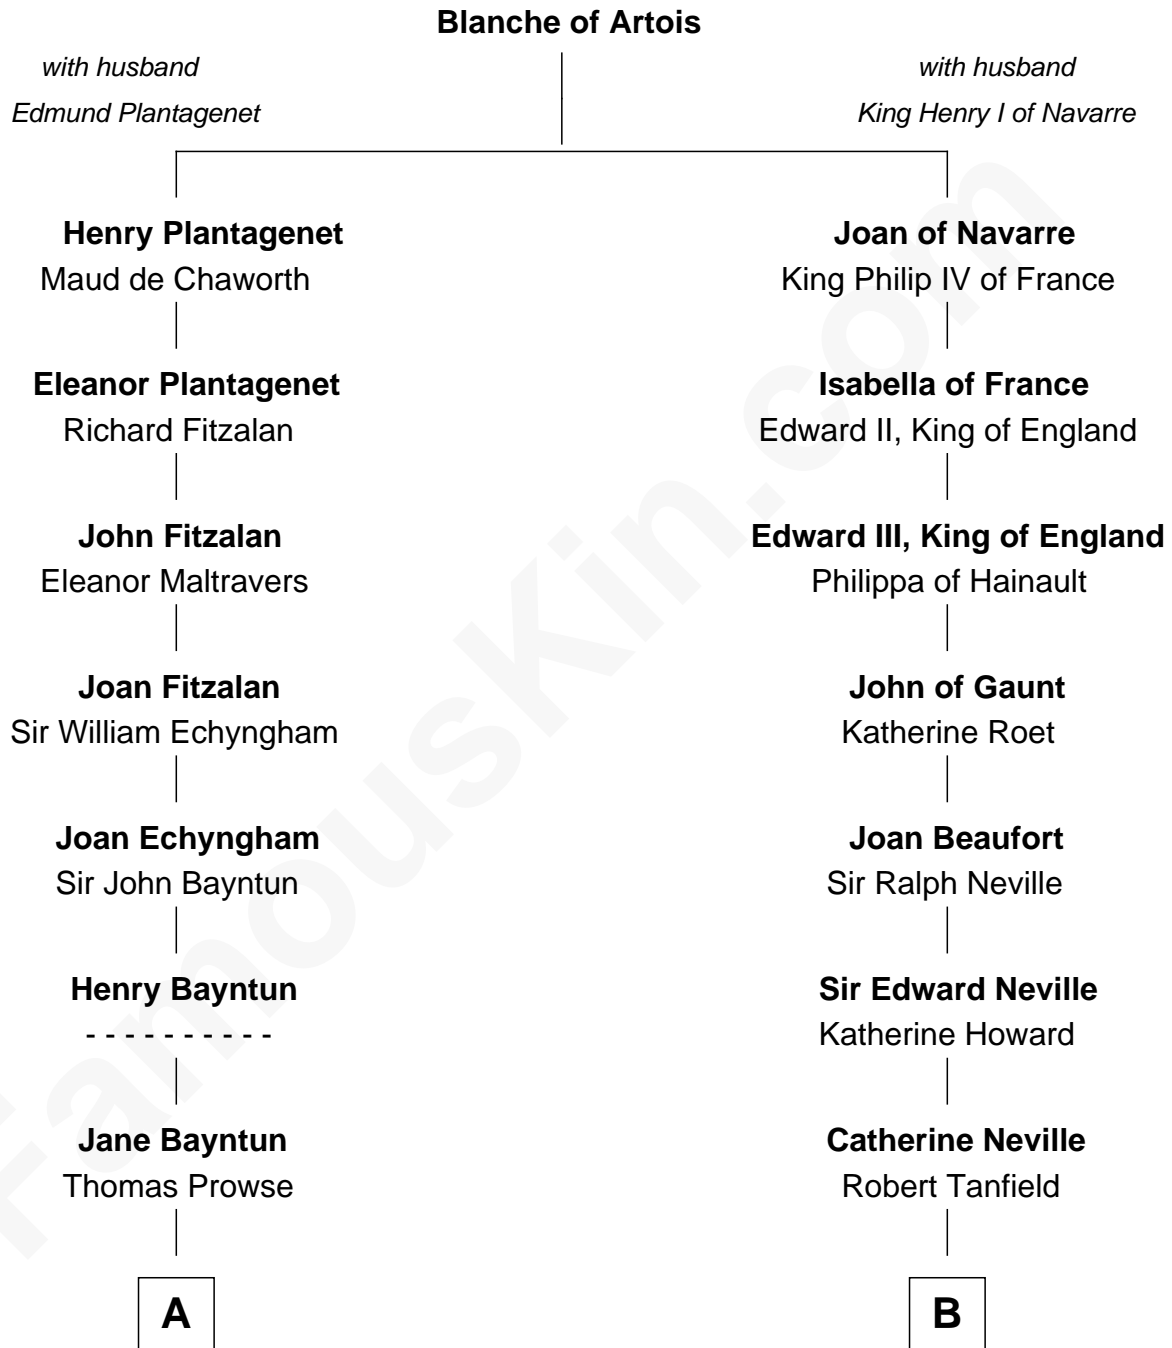 Blanche of Artois
with husband
Edmund Plantagenet
with husband
King Henry I of Navarre
Henry Plantagenet
Maud de Chaworth
Joan of Navarre
King Philip IV of France
Eleanor Plantagenet
Richard Fitzalan
Isabella of France
Edward II, King of England
John Fitzalan
Eleanor Maltravers
Edward III, King of England
Philippa of Hainault
Joan Fitzalan
Sir William Echyngham
John of Gaunt
Katherine Roet
Joan Echyngham
Sir John Bayntun
Joan Beaufort
Sir Ralph Neville
Henry Bayntun
- - - - - - - - - -
Sir Edward Neville
Katherine Howard
Jane Bayntun
Thomas Prowse
Catherine Neville
Robert Tanfield
A
B
FamousKin.com